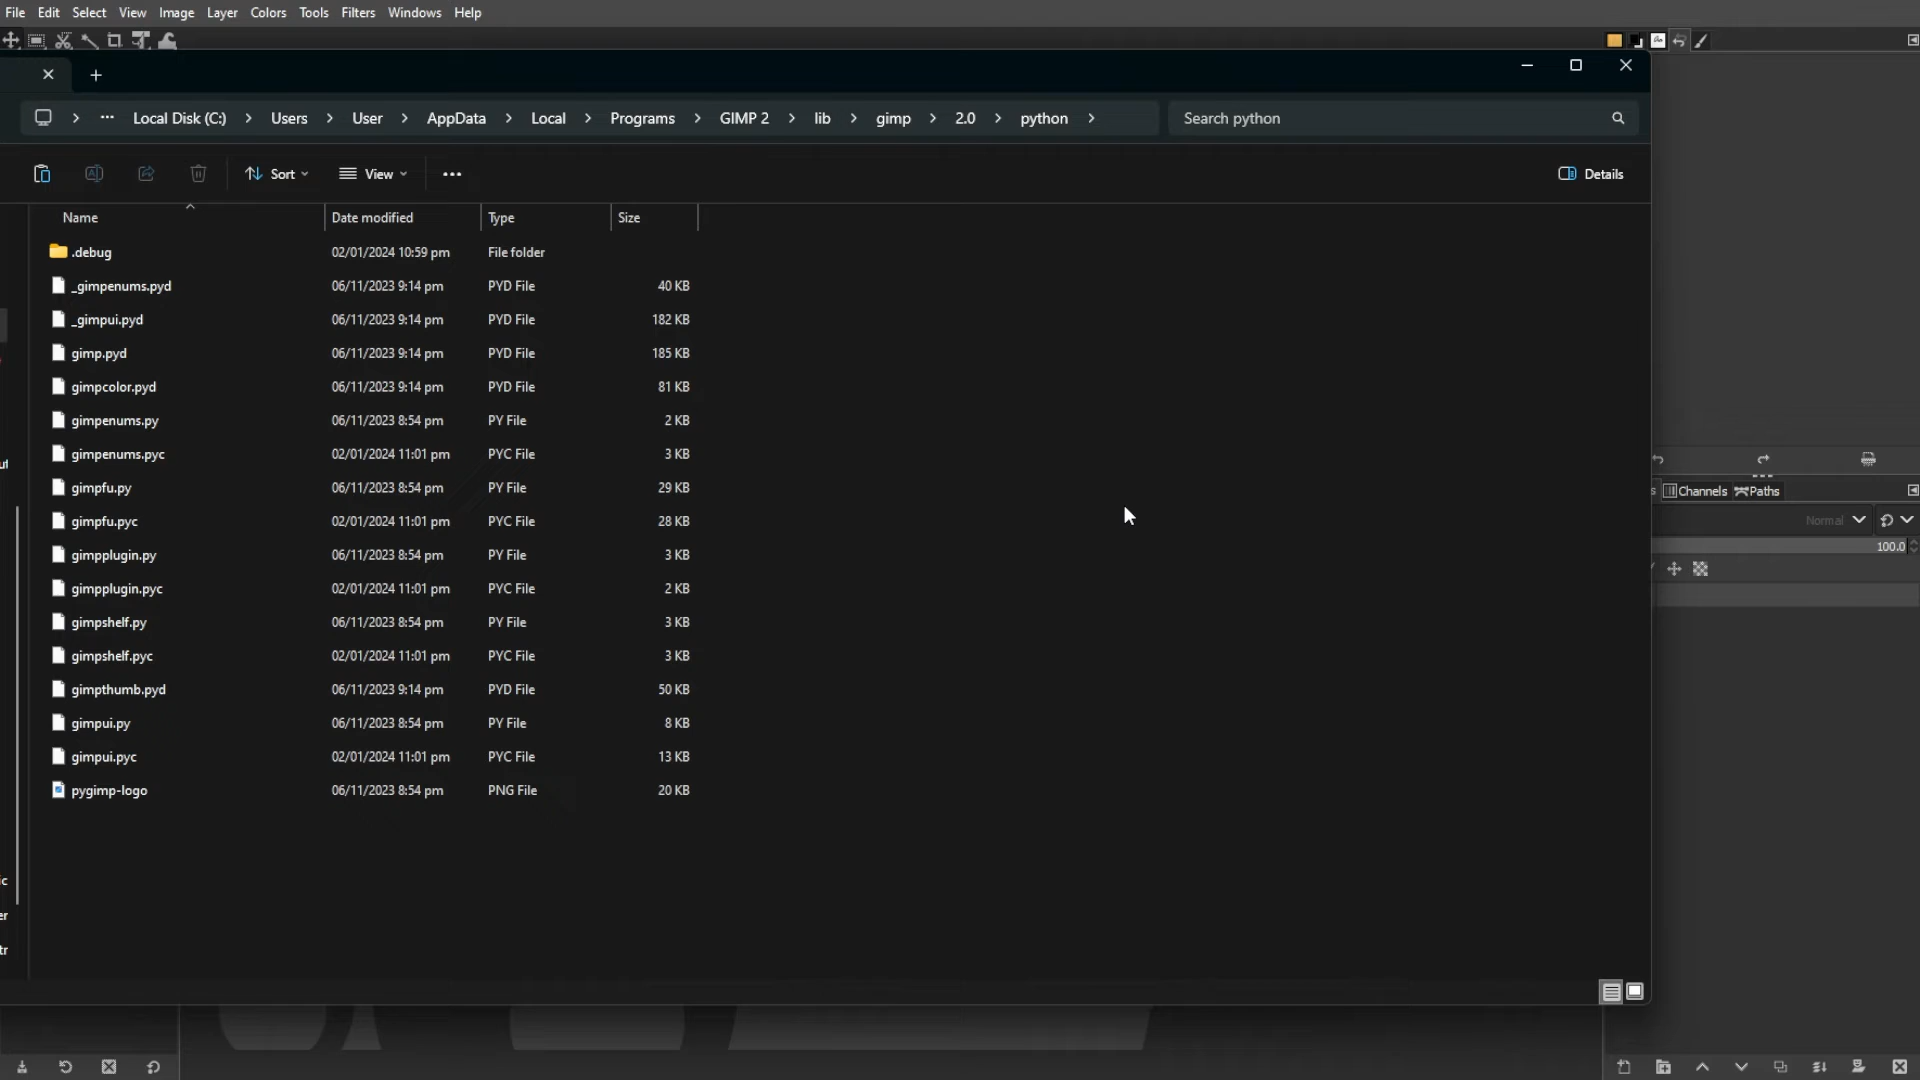 File Edit Select View Image Layer Colors Tools Filters Windows Help
Local Disk (C:) Users User AppData Local Programs GIMP 2 lib gimp 2.0 python Search python
Sort View Details
Name Date modified Type Size
.debug 02/01/2024 10:59 pm File folder
_gimpenums.pyd 06/11/2023 9:14 pm PYD File 40 KB
_gimpui.pyd 06/11/2023 9:14 pm PYD File 182 KB
gimp.pyd 06/11/2023 9:14 pm PYD File 185 KB
gimpcolor.pyd 06/11/2023 9:14 pm PYD File 81 KB
gimpenums.py 06/11/2023 8:54 pm PY File 2 KB
gimpenums.pyc 02/01/2024 11:01 pm PYC File 3 KB
gimpfu.py 06/11/2023 8:54 pm PY File 29 KB
gimpfu.pyc 02/01/2024 11:01 pm PYC File 28 KB
gimpplugin.py 06/11/2023 8:54 pm PY File 3 KB
gimpplugin.pyc 02/01/2024 11:01 pm PYC File 2 KB
gimpshelf.py 06/11/2023 8:54 pm PY File 3 KB
gimpshelf.pyc 02/01/2024 11:01 pm PYC File 3 KB
gimpthumb.pyd 06/11/2023 9:14 pm PYD File 50 KB
gimpui.py 06/11/2023 8:54 pm PY File 8 KB
gimpui.pyc 02/01/2024 11:01 pm PYC File 13 KB
pygimp-logo 06/11/2023 8:54 pm PNG File 20 KB
Channels Paths
Normal
100.0